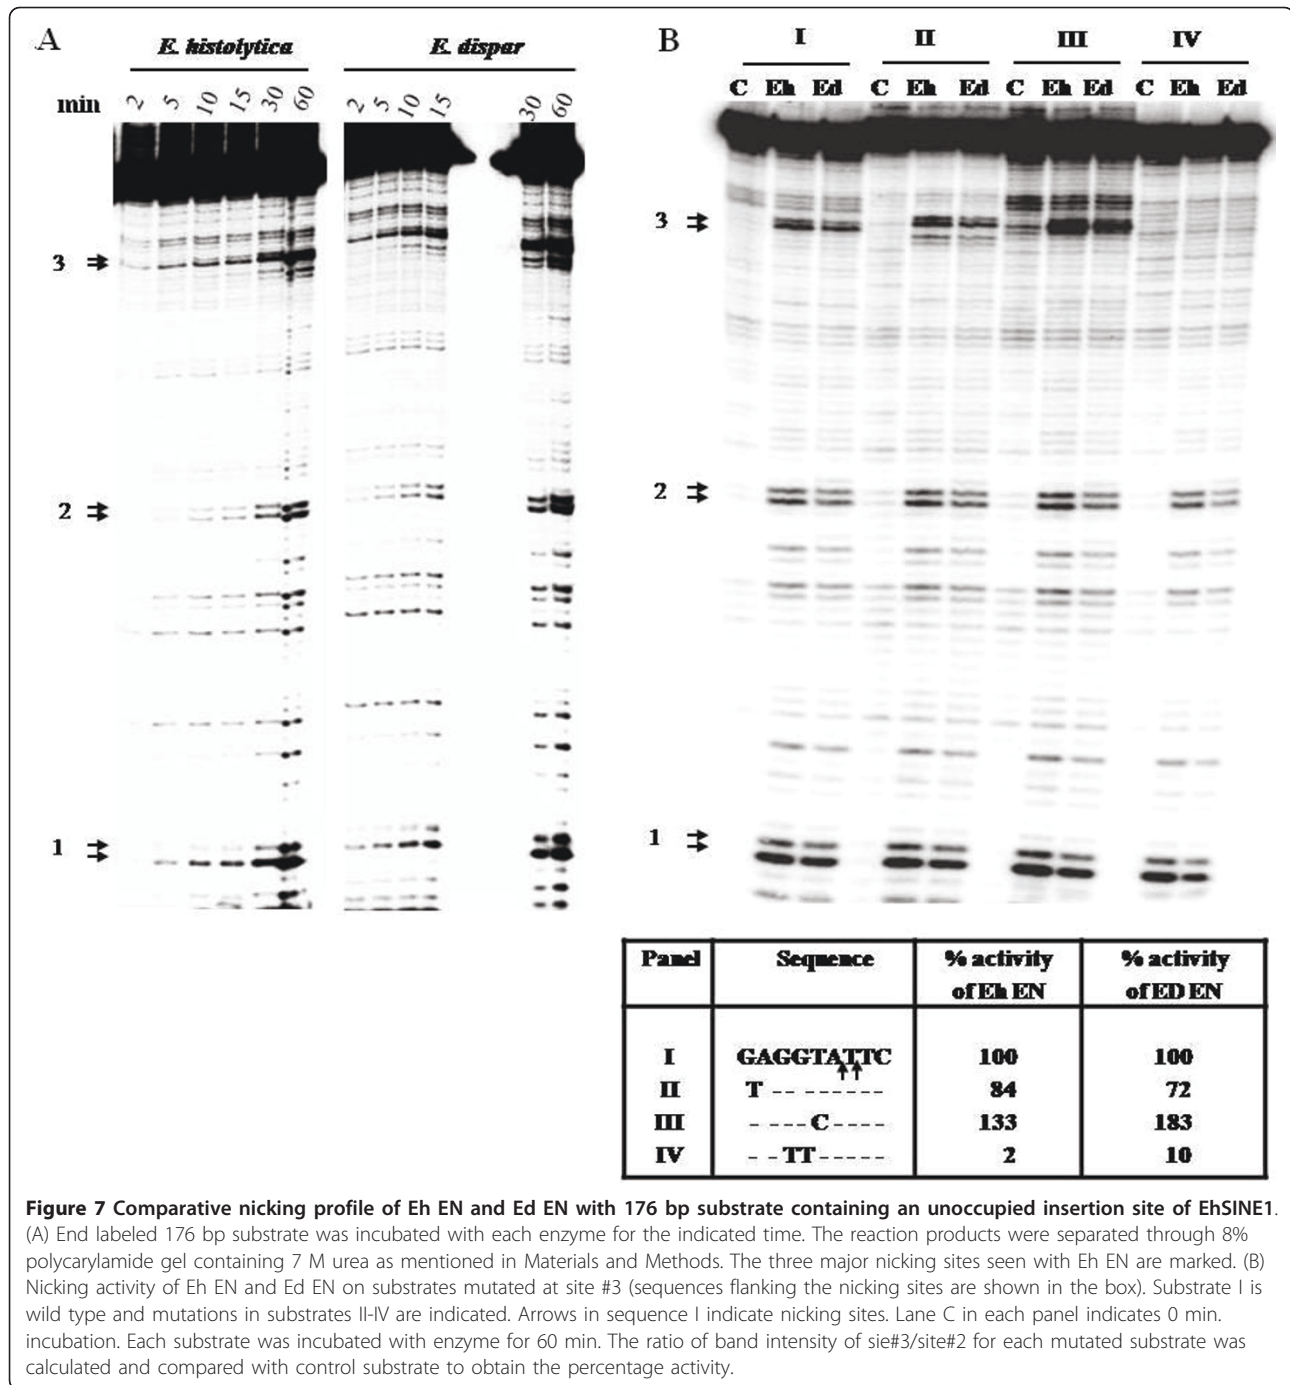 A
E. histolytica
E. dispar
min 2 5 10 15 30 60
2 5 10 15 30 60
3
2
1
B
I II III IV
C Eh Ed C Eh Ed C Eh Ed C Eh Ed
3
2
1
Panel Sequence % activity of Eh EN % activity of ED EN
I GAGGTATTC 100 100
II T -- ------- 84 72
III - ----C---- 133 183
IV - --TT----- 2 10
Figure 7 Comparative nicking profile of Eh EN and Ed EN with 176 bp substrate containing an unoccupied insertion site of EhSINE1.
(A) End labeled 176 bp substrate was incubated with each enzyme for the indicated time. The reaction products were separated through 8%
polycarylamide gel containing 7 M urea as mentioned in Materials and Methods. The three major nicking sites seen with Eh EN are marked. (B)
Nicking activity of Eh EN and Ed EN on substrates mutated at site #3 (sequences flanking the nicking sites are shown in the box). Substrate I is
wild type and mutations in substrates II-IV are indicated. Arrows in sequence I indicate nicking sites. Lane C in each panel indicates 0 min.
incubation. Each substrate was incubated with enzyme for 60 min. The ratio of band intensity of sie#3/site#2 for each mutated substrate was
calculated and compared with control substrate to obtain the percentage activity.